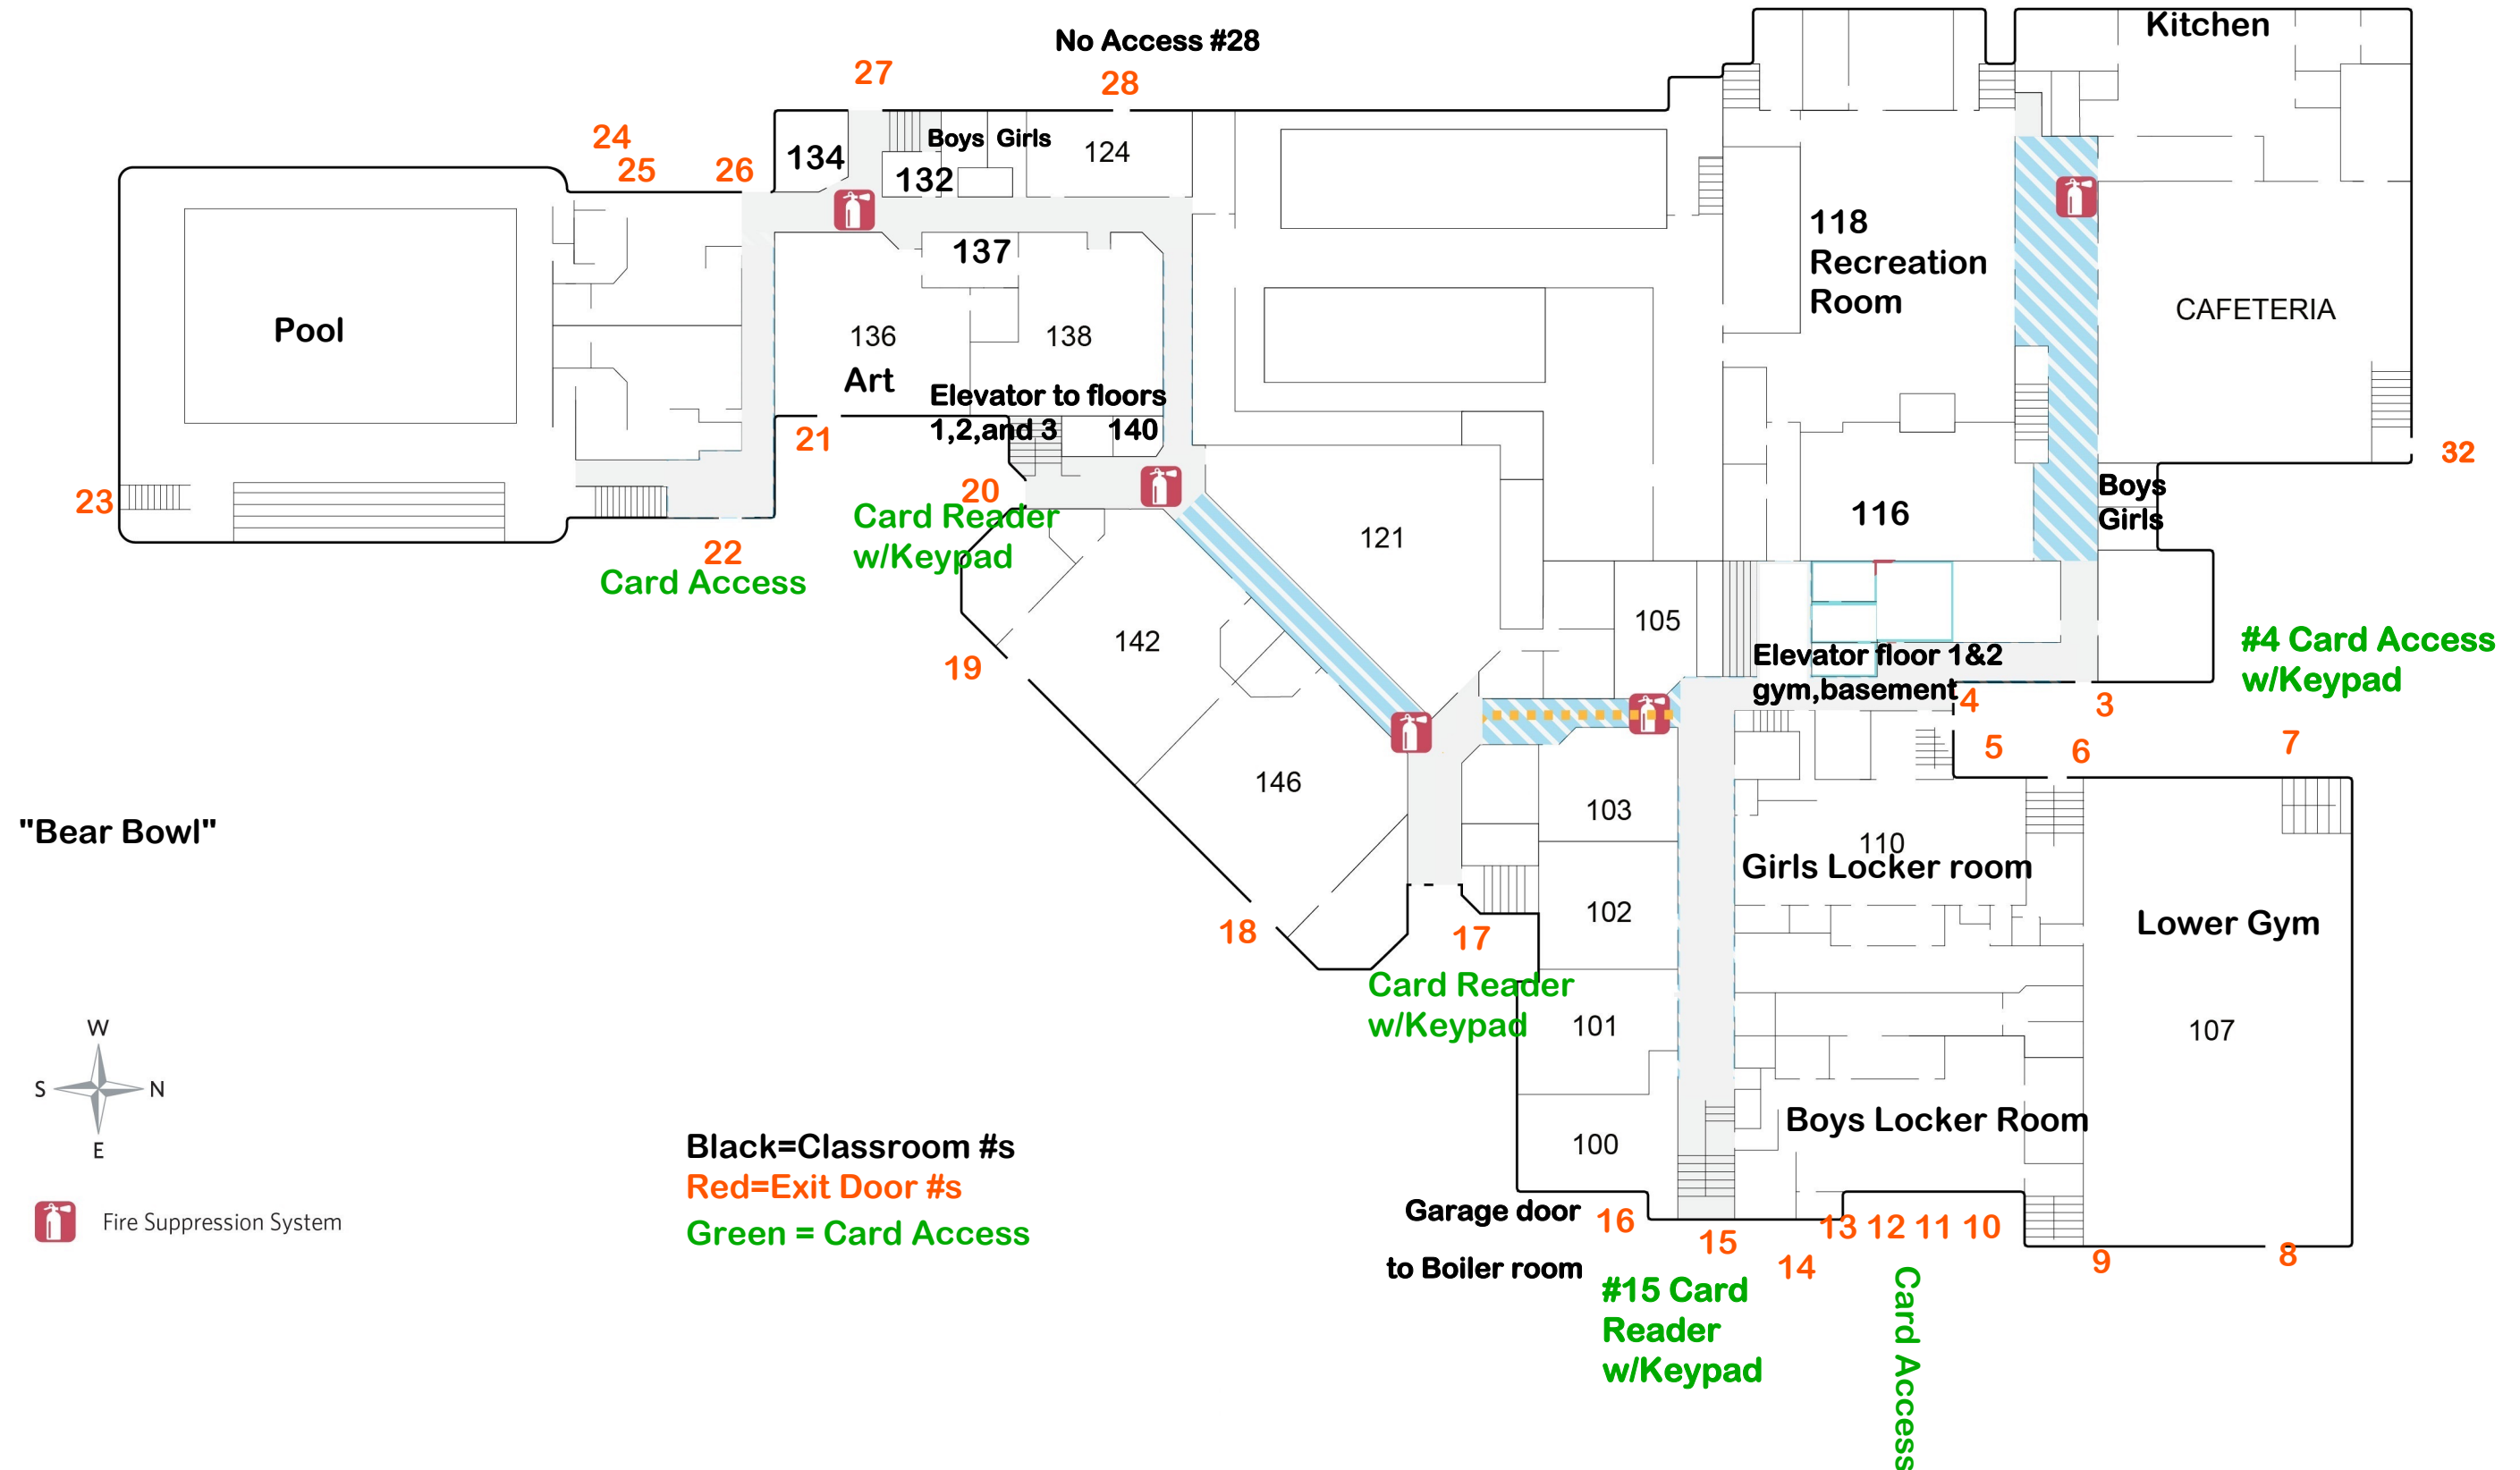 Kitchen
No Access #28
27
28
24
25
26
134
Boys Girls
132
124
137
118
Recreation
Room
CAFETERIA
Pool
136
138
Art
Elevator to floors
1,2,and 3
140
21
32
23
20
Card Reader
w/Keypad
22
Card Access
121
116
Boys
Girls
142
105
19
Elevator floor 1&2
gym,basement
#4 Card Access
w/Keypad
4
3
5
6
7
146
103
110
Girls Locker room
"Bear Bowl"
102
Lower Gym
18
17
Card Reader
w/Keypad
101
107
W
S
N
E
Boys Locker Room
100
Black=Classroom #s
Red=Exit Door #s
Green = Card Access
Fire Suppression System
Garage door
to Boiler room
16
15
14
13 12 11 10
9
8
#15 Card
Reader
w/Keypad
Card Access